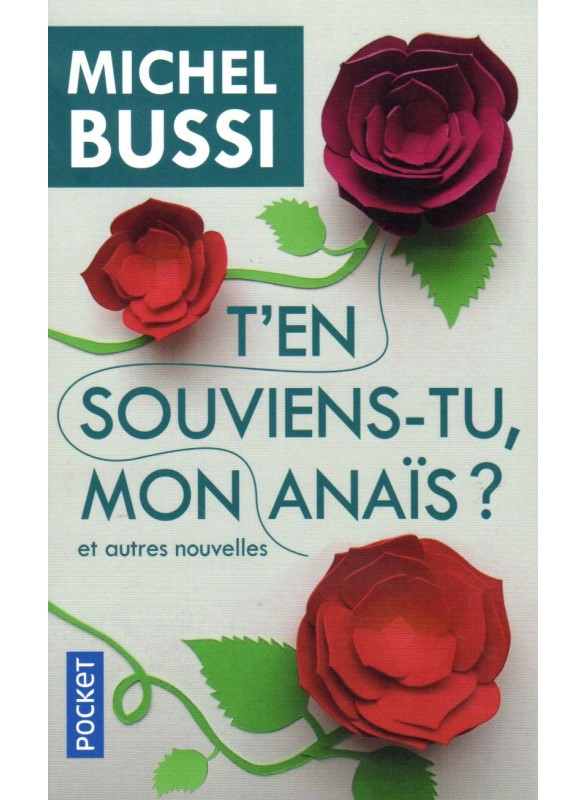 MICHEL
BUSSI
T'EN
SOUVIENS-TU,
MON ANAÏS ?
et autres nouvelles
POCKET